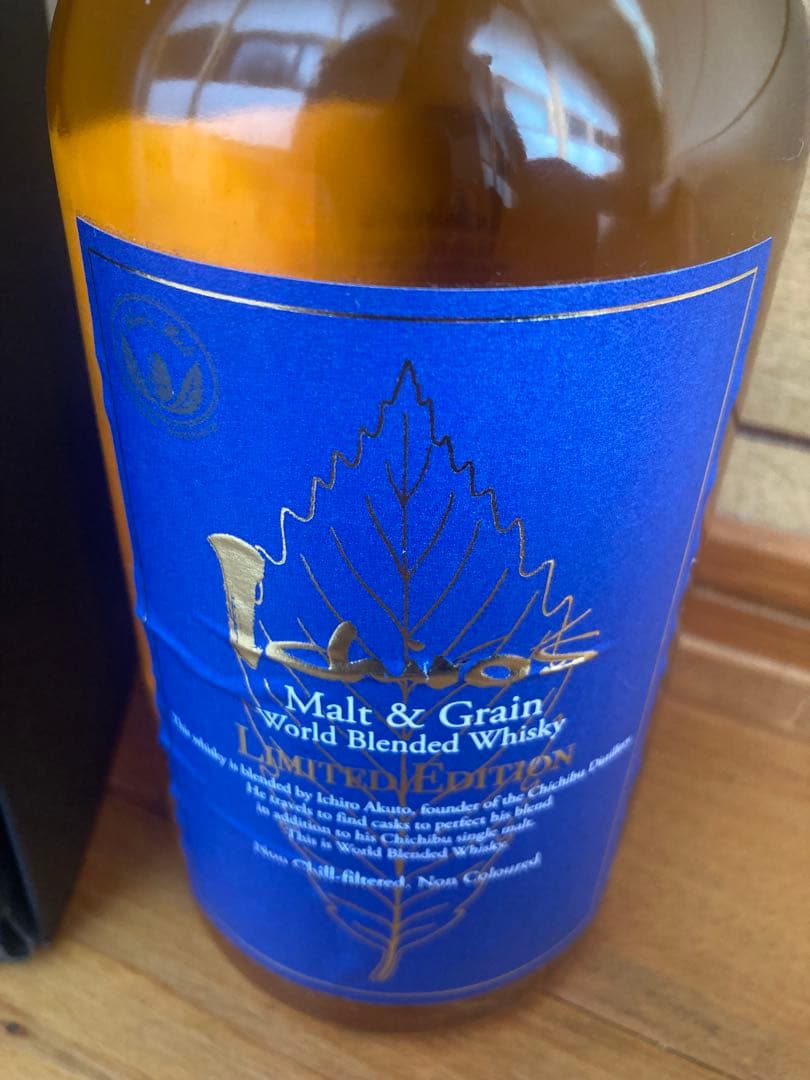 Ichiro's
Malt & Grain
World Blended Whisky
LIMITED EDITION
This whisky is blended by Ichiro Akuto, founder of the Chichibu Distillery.
He travels to find casks to perfect his blend
in addition to his Chichibu single malt.
This is World Blended Whisky.
Non Chill-filtered, Non Coloured